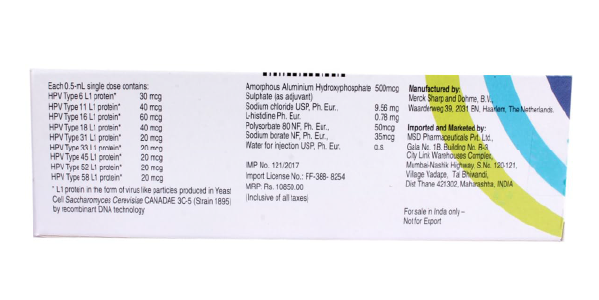 Each 0.5-mL single dose contains:
HPV Type 6 L1 protein* 30 mcg
HPV Type 11 L1 protein* 40 mcg
HPV Type 16 L1 protein* 60 mcg
HPV Type 18 L1 protein* 40 mcg
HPV Type 31 L1 protein* 20 mcg
HPV Type 33 L1 protein* 20 mcg
HPV Type 45 L1 protein* 20 mcg
HPV Type 52 L1 protein* 20 mcg
HPV Type 58 L1 protein* 20 mcg
* L1 protein in the form of virus like particles produced in Yeast
Cell Saccharomyces Cerevisiae CANADAE 3C-5 (Strain 1895)
by recombinant DNA technology
Amorphous Aluminium Hydroxyphosphate 500mcg
Sulphate (as adjuvant)
Sodium chloride USP, Ph. Eur., 9.56 mg
L-histidine Ph. Eur. 0.78 mg
Polysorbate 80 NF, Ph. Eur., 50mcg
Sodium borate NF, Ph. Eur., 35mcg
Water for injection USP, Ph. Eur. q.s
IMP No. 121/2017
Import License No.: FF-388- 8254
MRP: Rs. 10850.00
(Inclusive of all taxes)
Manufactured by:
Merck Sharp and Dohme, B.V.,
Waarderweg 39, 2031 BN, Haarlem, The Netherlands.
Imported and Marketed by:
MSD Pharmaceuticals Pvt. Ltd.,
Gala No. 1B, Building No. R-3
City Link Warehouses Complex,
Mumbai-Nashik Highway, S.No. 120-121,
Village Vadape, Tal Bhiwandi,
Dist Thane 421302, Maharashtra, INDIA
For sale in India only –
Not for Export